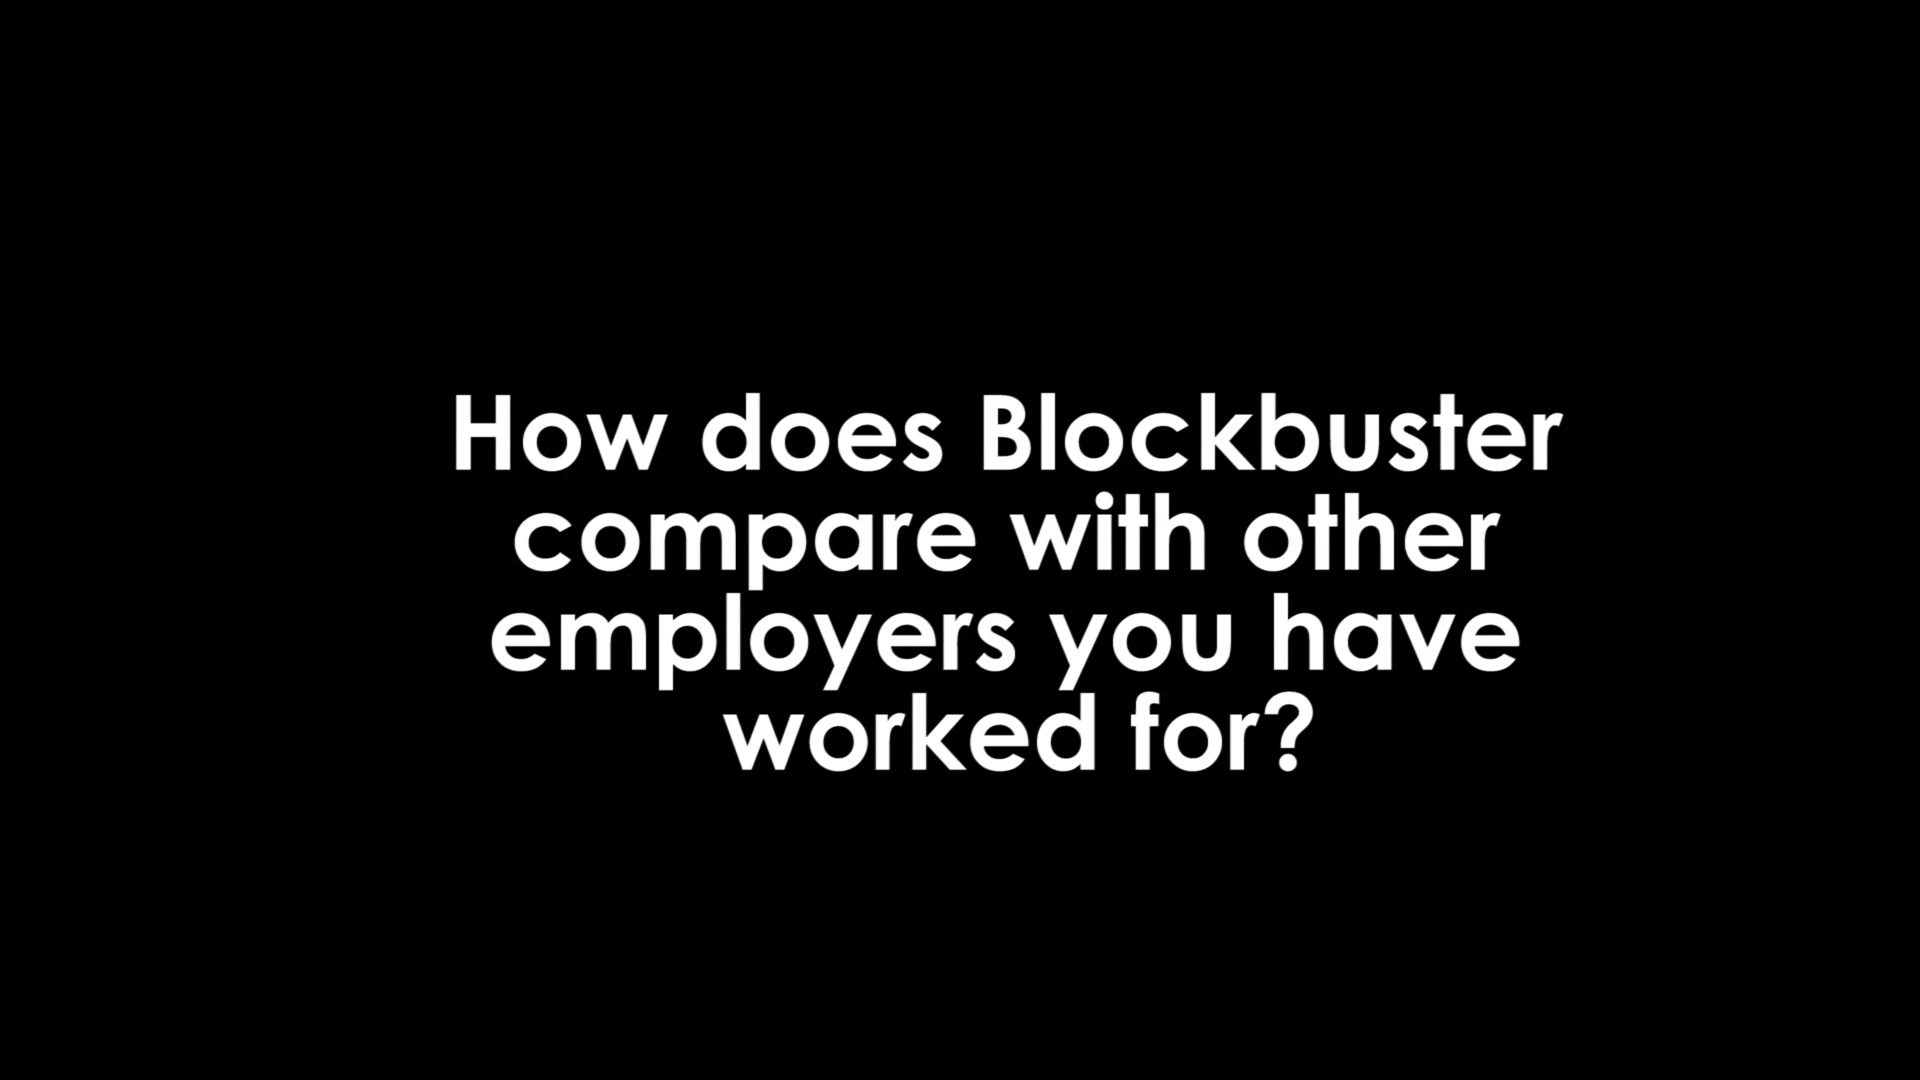 How does Blockbuster
compare with other
employers you have
worked for?